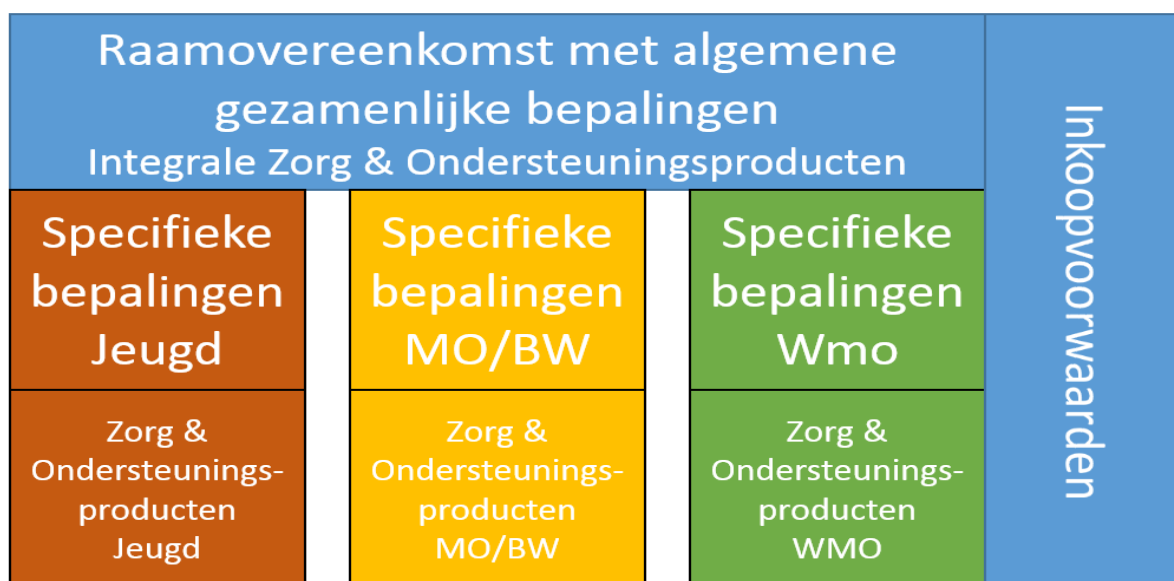 Raamovereenkomst met algemene
gezamenlijke bepalingen
Integrale Zorg & Ondersteuningsproducten
Specifieke
bepalingen
Jeugd
Zorg &
Ondersteunings-
producten
Jeugd
Specifieke
bepalingen
MO/BW
Zorg &
Ondersteunings-
producten
MO/BW
Specifieke
bepalingen
Wmo
Zorg &
Ondersteunings-
producten
WMO
Inkoopvoorwaarden